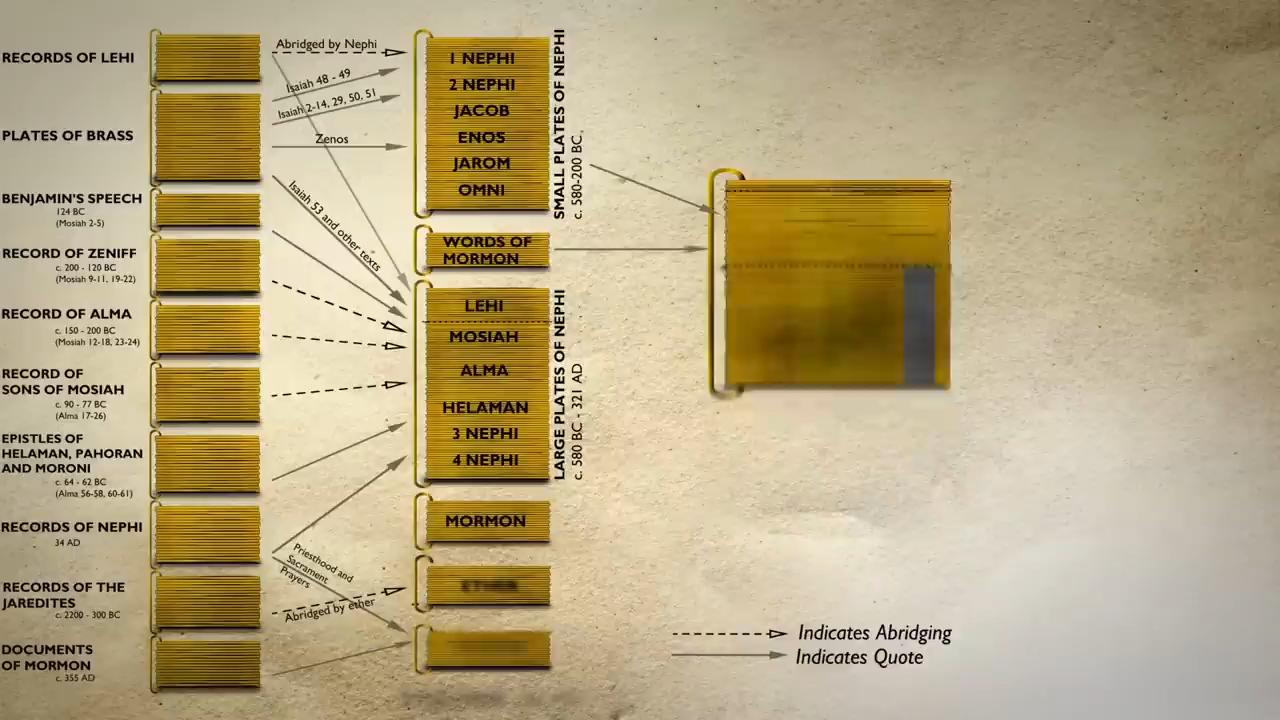 RECORDS OF LEHI
PLATES OF BRASS
BENJAMIN'S SPEECH
124 BC
(Mosiah 2-5)
RECORD OF ZENIFF
c. 200 - 120 BC
(Mosiah 9-11, 19-22)
RECORD OF ALMA
c. 150 - 200 BC
(Mosiah 12-18, 23-24)
RECORD OF
SONS OF MOSIAH
c. 90 - 77 BC
(Alma 17-26)
EPISTLES OF
HELAMAN, PAHORAN
AND MORONI
c. 64 - 62 BC
(Alma 56-58, 60-61)
RECORDS OF NEPHI
34 AD
RECORDS OF THE
JAREDITES
c. 2200 - 300 BC
DOCUMENTS
OF MORMON
c. 355 AD
Abridged by Nephi
Isaiah 48 - 49
Isaiah 2-14, 29, 50, 51
Zenos
Isaiah 53 and other texts
Priesthood and
Sacrament
Prayers
Abridged by ether
1 NEPHI
2 NEPHI
JACOB
ENOS
JAROM
OMNI
SMALL PLATES OF NEPHI
c. 580-200 BC
WORDS OF
MORMON
LEHI
MOSIAH
ALMA
HELAMAN
3 NEPHI
4 NEPHI
LARGE PLATES OF NEPHI
c. 580 BC - 321 AD
MORMON
Indicates Abridging
Indicates Quote